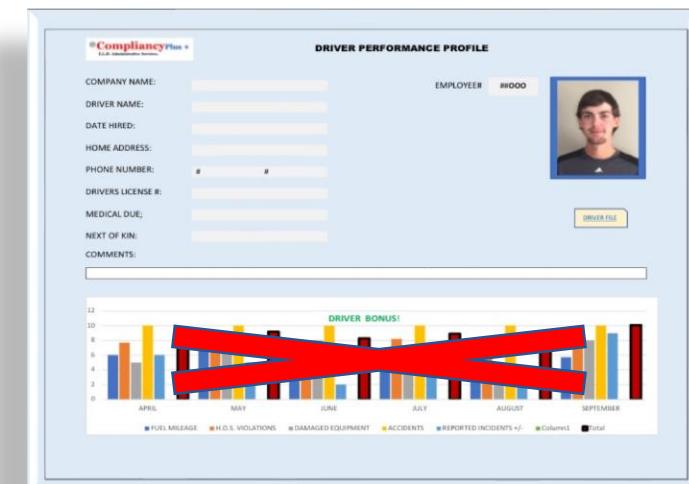 CompliancyPlus +
DRIVER PERFORMANCE PROFILE
COMPANY NAME:
EMPLOYEE# ##OOO
DRIVER NAME:
DATE HIRED:
HOME ADDRESS:
PHONE NUMBER: # #
DRIVERS LICENSE #:
MEDICAL DUE;
DRIVER FILE
NEXT OF KIN:
COMMENTS:
DRIVER BONUS!
12
10
8
6
4
2
0
APRIL MAY JUNE JULY AUGUST SEPTEMBER
FUEL MILEAGE H.O.S. VIOLATIONS DAMAGED EQUIPMENT ACCIDENTS REPORTED INCIDENTS +/- Column1 Total